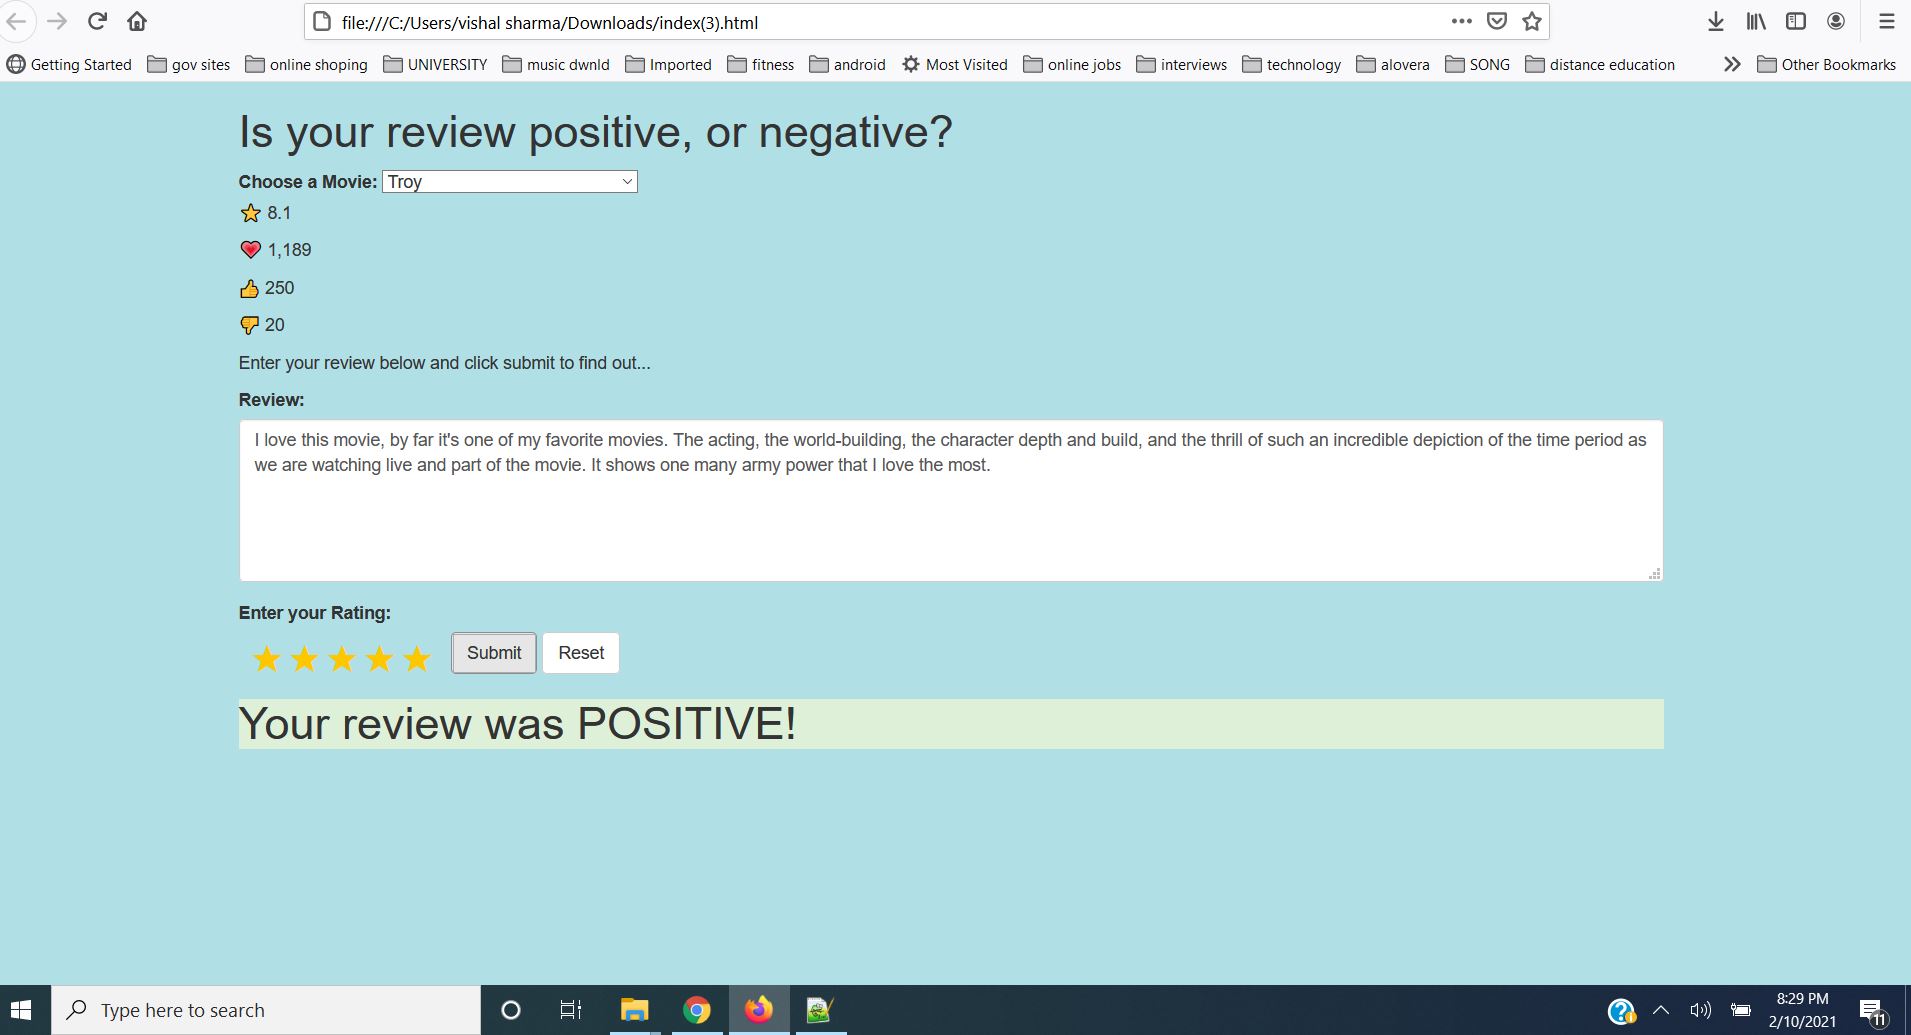 file:///C:/Users/vishal sharma/Downloads/index(3).html
Getting Started gov sites online shoping UNIVERSITY music dwnld Imported fitness android Most Visited online jobs interviews technology alovera SONG distance education Other Bookmarks
Is your review positive, or negative?
Choose a Movie: Troy
8.1
1,189
250
20
Enter your review below and click submit to find out...
Review:
I love this movie, by far it's one of my favorite movies. The acting, the world-building, the character depth and build, and the thrill of such an incredible depiction of the time period as
we are watching live and part of the movie. It shows one many army power that I love the most.
Enter your Rating:
Submit Reset
Your review was POSITIVE!
Type here to search
8:29 PM
2/10/2021
11